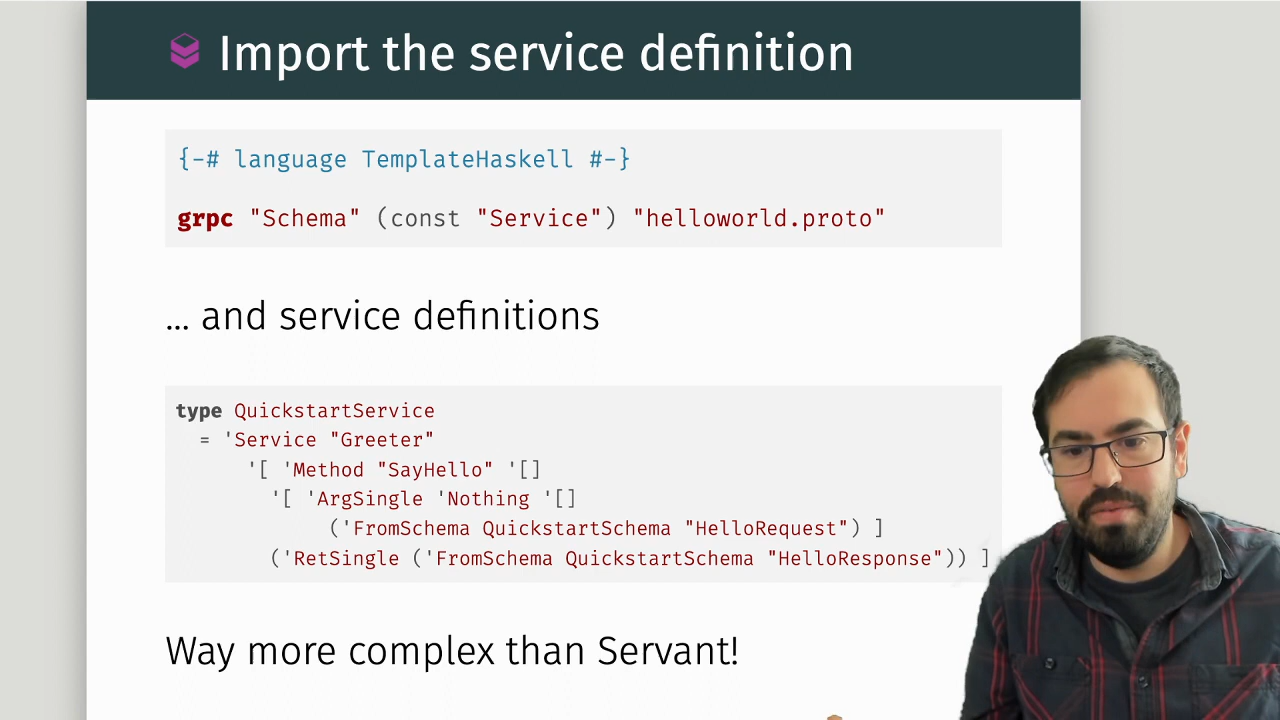 Import the service definition
{-# language TemplateHaskell #-}
grpc "Schema" (const "Service") "helloworld.proto"
... and service definitions
type QuickstartService
= 'Service "Greeter"
'[ 'Method "SayHello" '[]
'[ 'ArgSingle 'Nothing '[]
('FromSchema QuickstartSchema "HelloRequest") ]
('RetSingle ('FromSchema QuickstartSchema "HelloResponse")) ]
Way more complex than Servant!